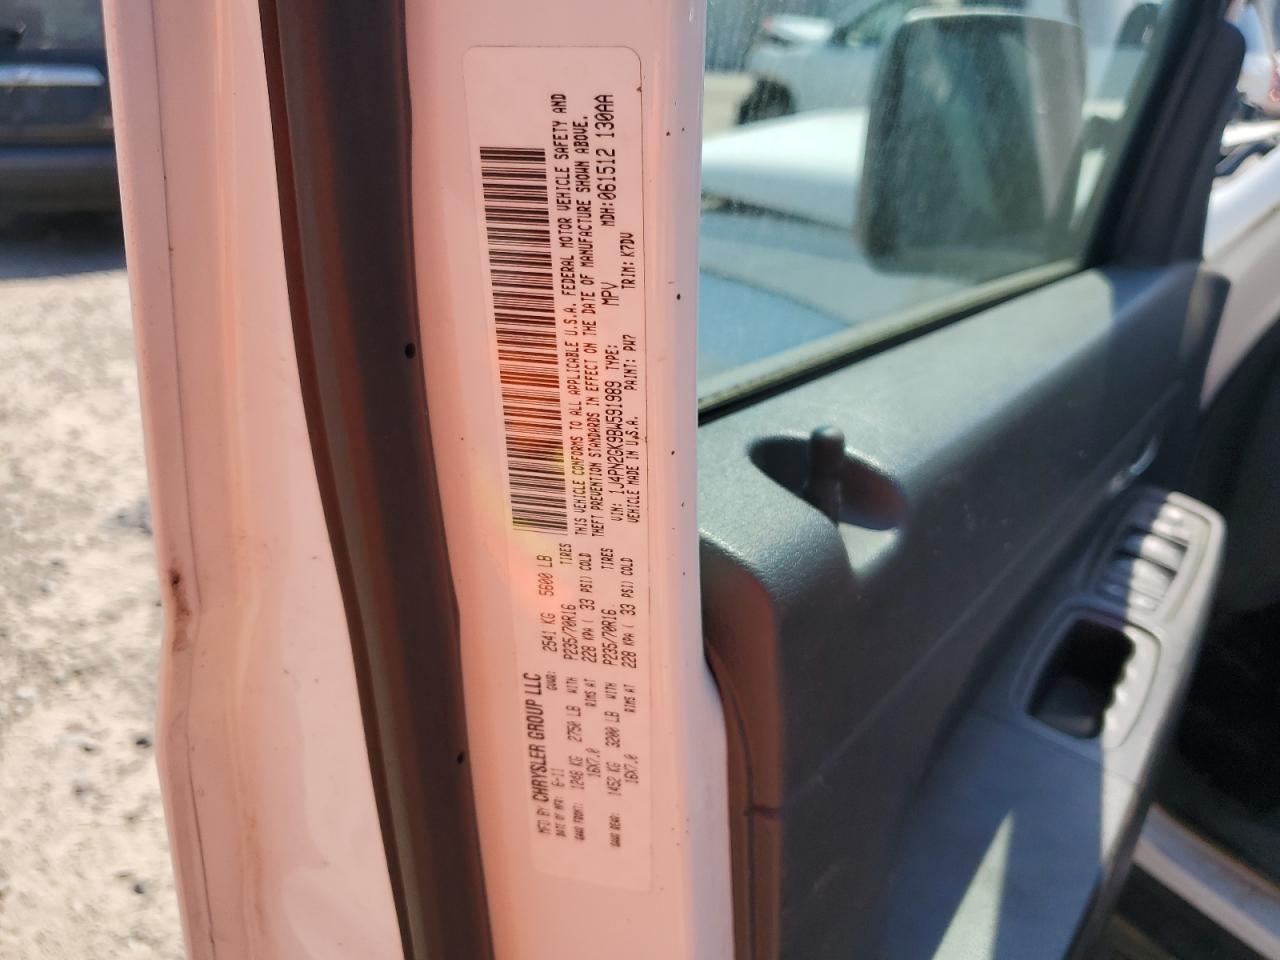 MFD BY CHRYSLER GROUP LLC
DATE OF MFR: 6-11 GVWR: 2541 KG 5600 LB
GAWR FRONT: 1248 KG 2750 LB WITH P235/70R16 TIRES
16X7.0 RIMS AT 228 KPA ( 33 PSI) COLD
GAWR REAR: 1452 KG 3200 LB WITH P235/70R16 TIRES
16X7.0 RIMS AT 228 KPA ( 33 PSI) COLD
THIS VEHICLE CONFORMS TO ALL APPLICABLE U.S.A. FEDERAL MOTOR VEHICLE SAFETY AND
THEFT PREVENTION STANDARDS IN EFFECT ON THE DATE OF MANUFACTURE SHOWN ABOVE.
VIN: 1J4PN2GK9BW591989 TYPE: MPV MDH:061512 130AA
VEHICLE MADE IN U.S.A. PAINT: PW7 TRIM: K7DV